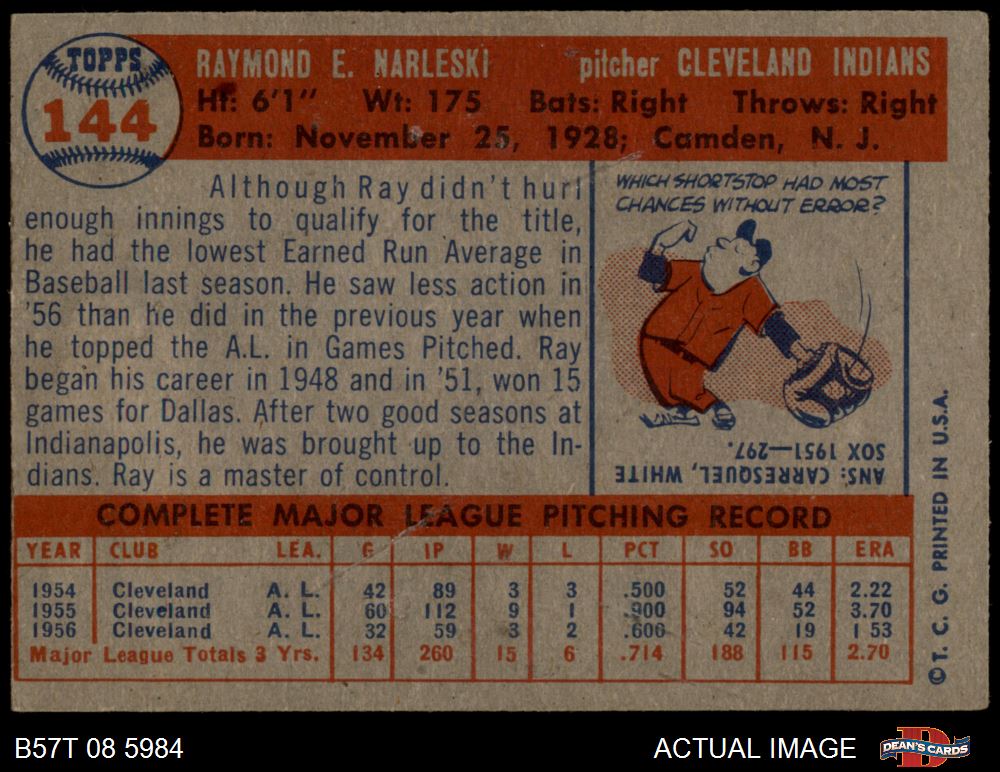 TOPPS
144
RAYMOND E. NARLESKI pitcher CLEVELAND INDIANS
Ht: 6'1" Wt: 175 Bats: Right Throws: Right
Born: November 25, 1928; Camden, N. J.
Although Ray didn't hurl
enough innings to qualify for the title,
he had the lowest Earned Run Average in
Baseball last season. He saw less action in
'56 than he did in the previous year when
he topped the A.L. in Games Pitched. Ray
began his career in 1948 and in '51, won 15
games for Dallas. After two good seasons at
Indianapolis, he was brought up to the In-
dians. Ray is a master of control.
WHICH SHORTSTOP HAD MOST
CHANCES WITHOUT ERROR?
ANS: CARRESQUEL, WHITE
SOX 1951—297.
COMPLETE MAJOR LEAGUE PITCHING RECORD
YEAR CLUB LEA. G IP W L PCT SO BB ERA
1954 Cleveland A. L. 42 89 3 3 .500 52 44 2.22
1955 Cleveland A. L. 60 112 9 1 .900 94 52 3.70
1956 Cleveland A. L. 32 59 3 2 .600 42 19 1 53
Major League Totals 3 Yrs. 134 260 15 6 .714 188 115 2.70
©T. C. G. PRINTED IN U.S.A.
B57T 08 5984
ACTUAL IMAGE
DEAN'S CARDS